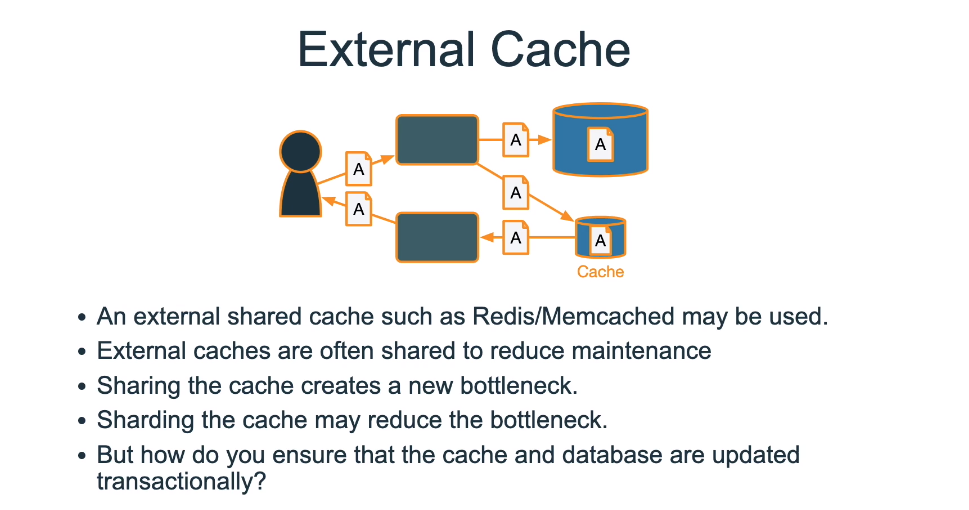 External Cache
A
A
A
A
A
A
A
Cache
• An external shared cache such as Redis/Memcached may be used.
• External caches are often shared to reduce maintenance
• Sharing the cache creates a new bottleneck.
• Sharding the cache may reduce the bottleneck.
• But how do you ensure that the cache and database are updated
transactionally?